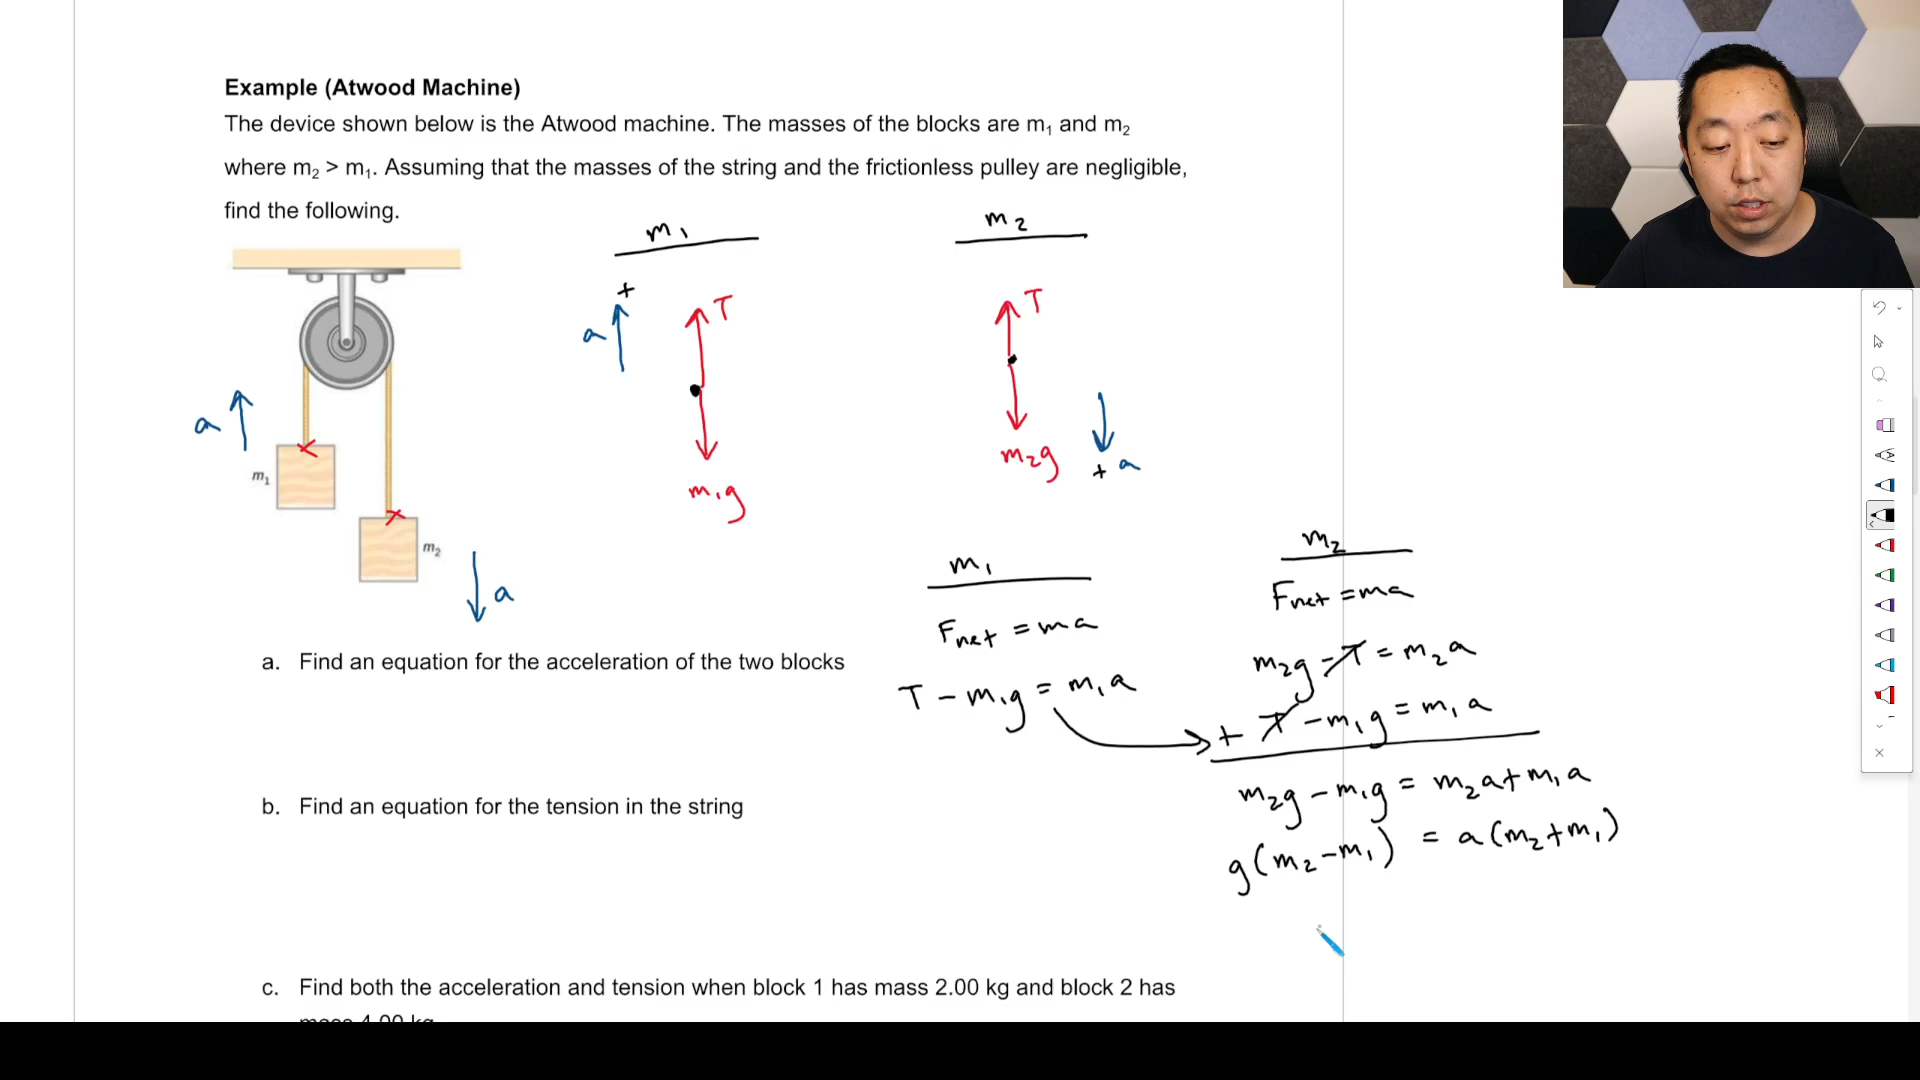 Example (Atwood Machine)
The device shown below is the Atwood machine. The masses of the blocks are m₁ and m₂
where m₂ > m₁. Assuming that the masses of the string and the frictionless pulley are negligible,
find the following.
m₁
m₂
+
a
T
m₁g
T
m₂g
+ a
a
m₁
m₂
a
m₁
Fnet = ma
T - m₁g = m₁a
m₂
Fnet = ma
m₂g - T = m₂a
+ T - m₁g = m₁a
m₂g - m₁g = m₂a + m₁a
g(m₂ - m₁) = a(m₂ + m₁)
a. Find an equation for the acceleration of the two blocks
b. Find an equation for the tension in the string
c. Find both the acceleration and tension when block 1 has mass 2.00 kg and block 2 has
mass 4.00 kg